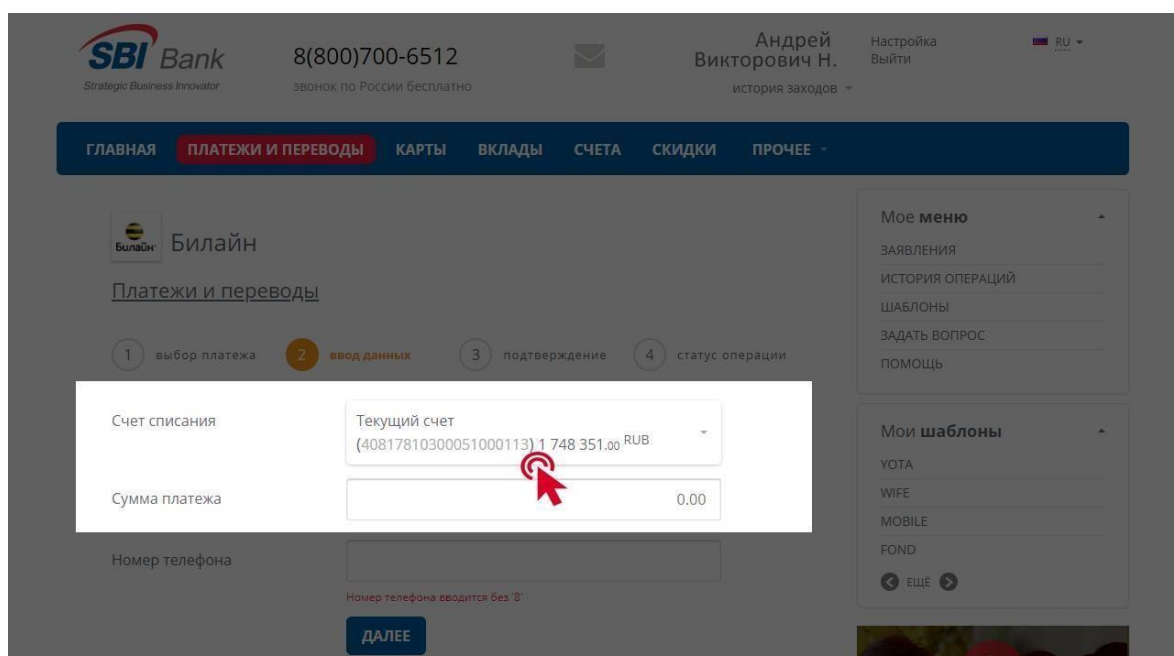 SBI Bank
Strategic Business Innovator
8(800)700-6512
звонок по России бесплатно
Андрей
Викторович Н.
история заходов
Настройка
Выйти
RU
ГЛАВНАЯ ПЛАТЕЖИ И ПЕРЕВОДЫ КАРТЫ ВКЛАДЫ СЧЕТА СКИДКИ ПРОЧЕЕ
Билайн Билайн
Платежи и переводы
1 выбор платежа 2 ввод данных 3 подтверждение 4 статус операции
Счет списания
Текущий счет
(40817810300051000113) 1 748 351.00 RUB
Сумма платежа 0.00
Номер телефона
Номер телефона вводится без '8'
ДАЛЕЕ
Мое меню
ЗАЯВЛЕНИЯ
ИСТОРИЯ ОПЕРАЦИЙ
ШАБЛОНЫ
ЗАДАТЬ ВОПРОС
ПОМОЩЬ
Мои шаблоны
YOTA
WIFE
MOBILE
FOND
ЕЩЁ